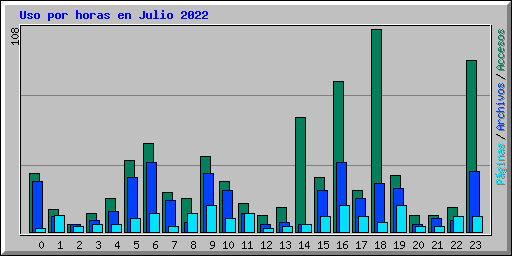 Uso por horas en Julio 2022
108
Páginas / Archivos / Accesos
0 1 2 3 4 5 6 7 8 9 10 11 12 13 14 15 16 17 18 19 20 21 22 23